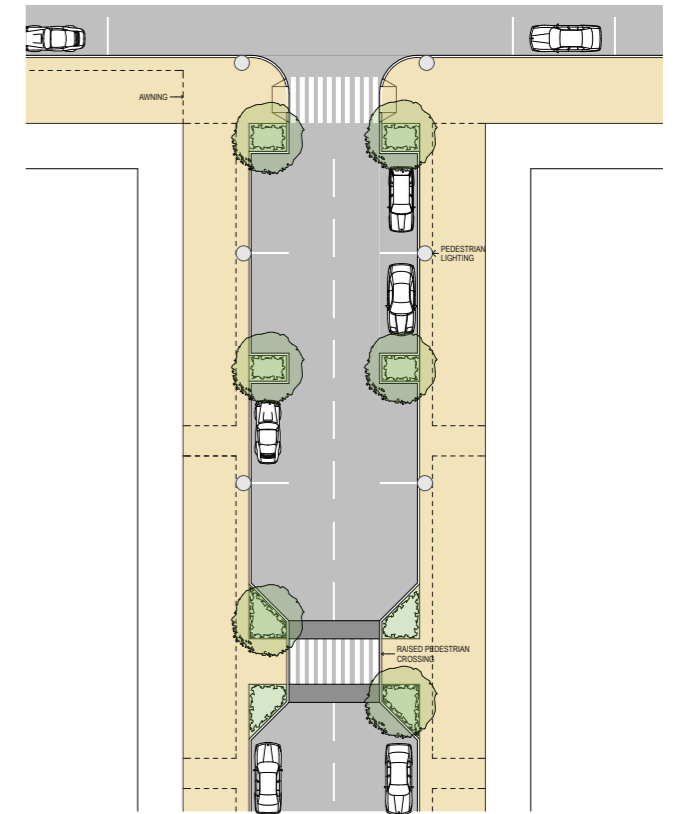 AWNING
PEDESTRIAN
LIGHTING
RAISED PEDESTRIAN
CROSSING